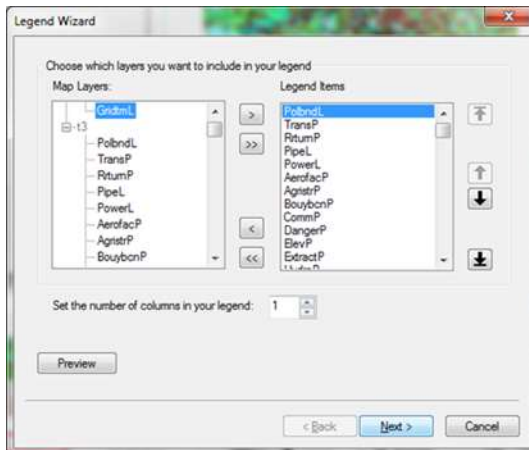 Legend Wizard
Choose which layers you want to include in your legend
Map Layers:
GridtmL
t3
PolbndL
TransP
RrturnP
PipeL
PowerL
AerofacP
AgristrP
BouybcnP
>
>>
<
<<
Legend Items
PolbndL
TransP
RrturnP
PipeL
PowerL
AerofacP
AgristrP
BouybcnP
CommP
DangerP
ElevP
ExtractP
Set the number of columns in your legend: 1
Preview
< Back
Next >
Cancel